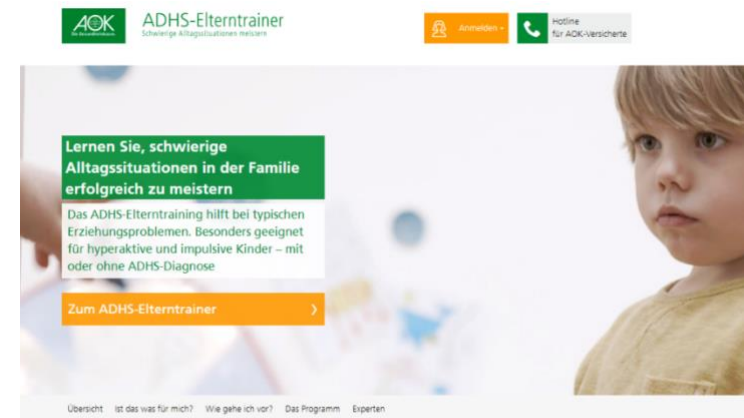 AOK
Die Gesundheitskasse.
ADHS-Elterntrainer
Schwierige Alltagssituationen meistern
Anmelden
Hotline
für AOK-Versicherte
Lernen Sie, schwierige
Alltagssituationen in der Familie
erfolgreich zu meistern
Das ADHS-Elterntraining hilft bei typischen
Erziehungsproblemen. Besonders geeignet
für hyperaktive und impulsive Kinder – mit
oder ohne ADHS-Diagnose
Zum ADHS-Elterntrainer
Übersicht Ist das was für mich? Wie gehe ich vor? Das Programm Experten